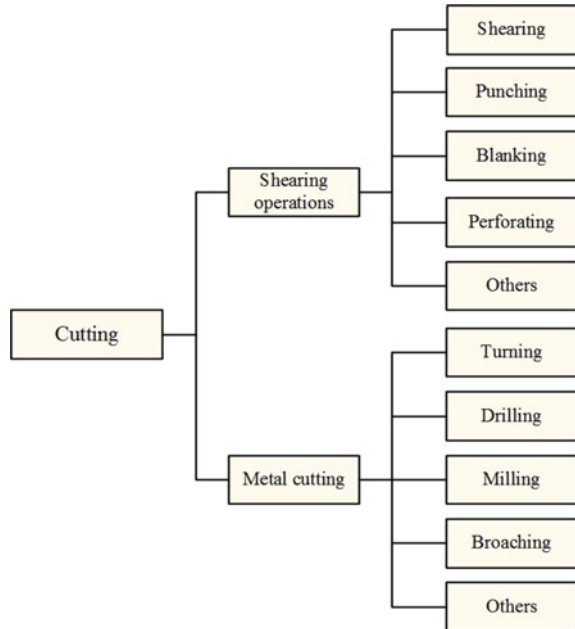 Cutting
Shearing
operations
Shearing
Punching
Blanking
Perforating
Others
Metal cutting
Turning
Drilling
Milling
Broaching
Others